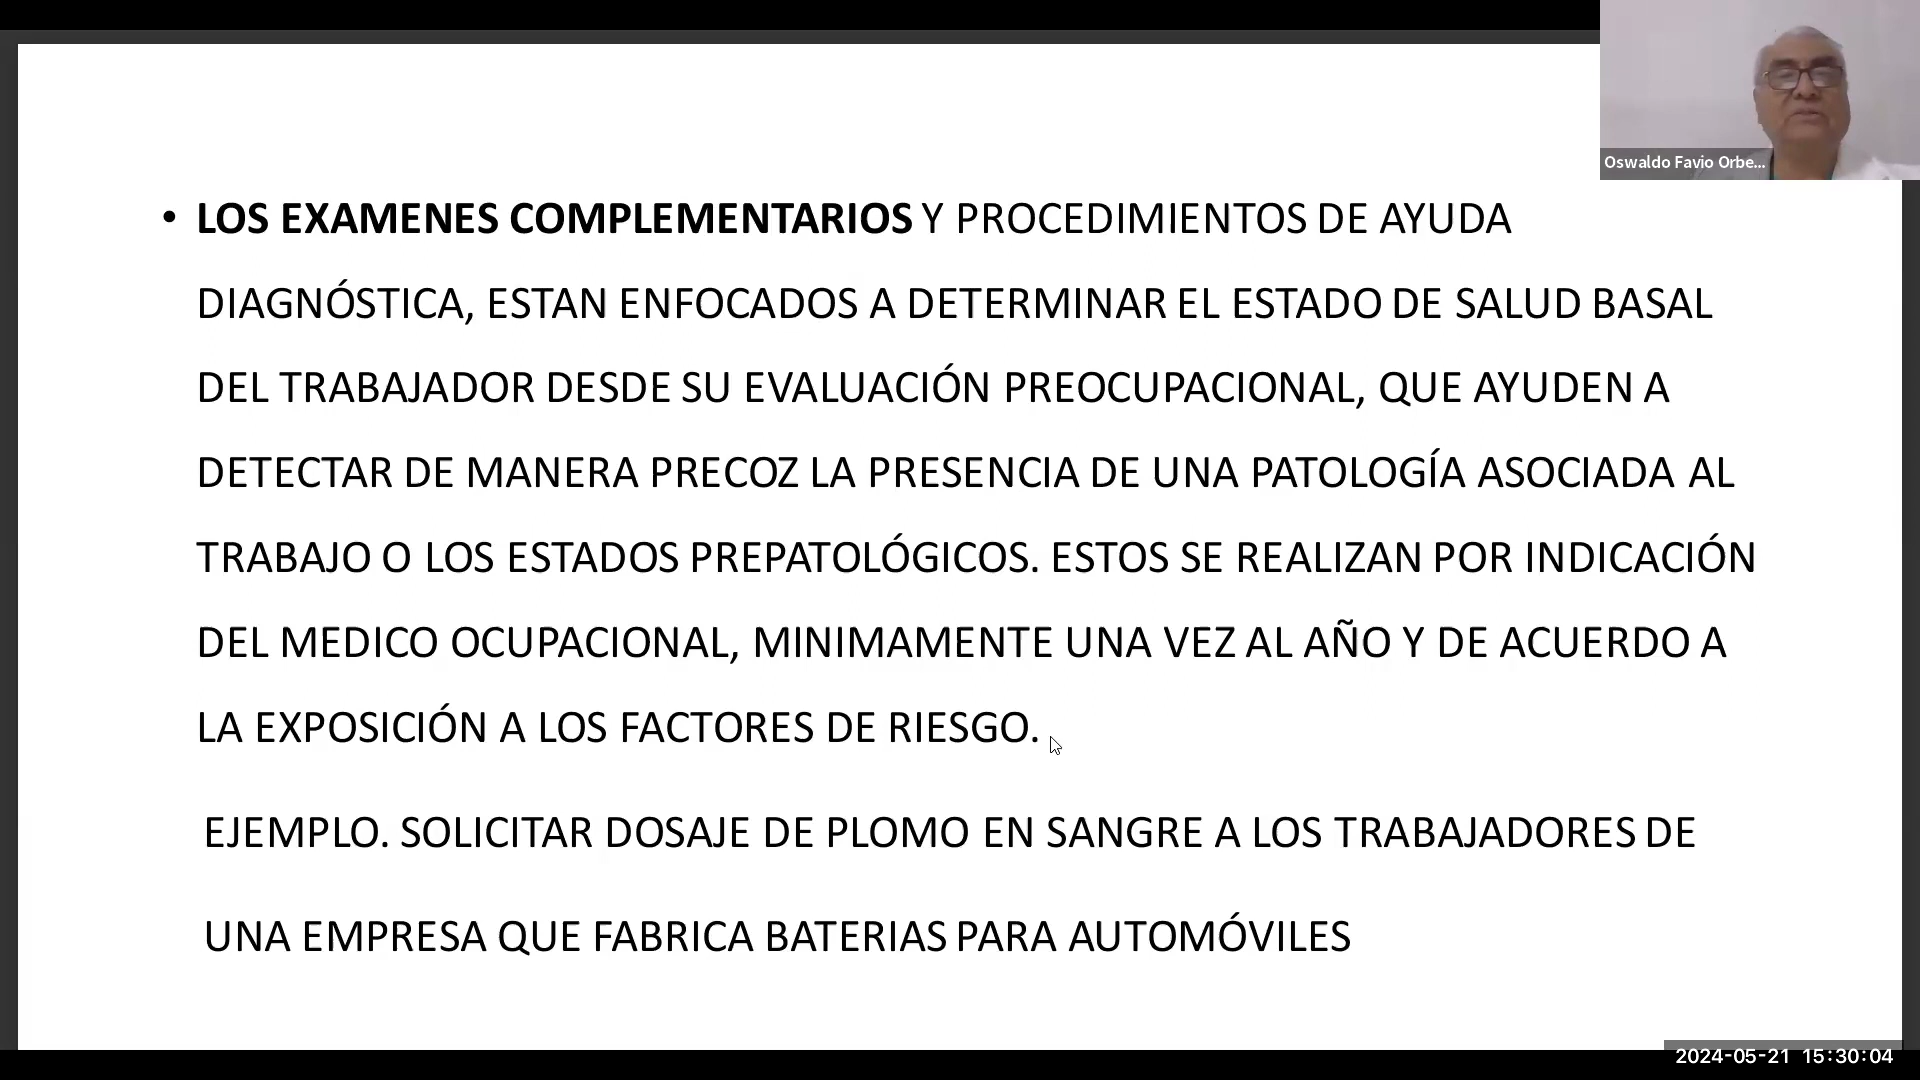 Oswaldo Favio Orbe...
• LOS EXAMENES COMPLEMENTARIOS Y PROCEDIMIENTOS DE AYUDA
DIAGNÓSTICA, ESTAN ENFOCADOS A DETERMINAR EL ESTADO DE SALUD BASAL
DEL TRABAJADOR DESDE SU EVALUACIÓN PREOCUPACIONAL, QUE AYUDEN A
DETECTAR DE MANERA PRECOZ LA PRESENCIA DE UNA PATOLOGÍA ASOCIADA AL
TRABAJO O LOS ESTADOS PREPATOLÓGICOS. ESTOS SE REALIZAN POR INDICACIÓN
DEL MEDICO OCUPACIONAL, MINIMAMENTE UNA VEZ AL AÑO Y DE ACUERDO A
LA EXPOSICIÓN A LOS FACTORES DE RIESGO.
EJEMPLO. SOLICITAR DOSAJE DE PLOMO EN SANGRE A LOS TRABAJADORES DE
UNA EMPRESA QUE FABRICA BATERIAS PARA AUTOMÓVILES
2024-05-21 15:30:04